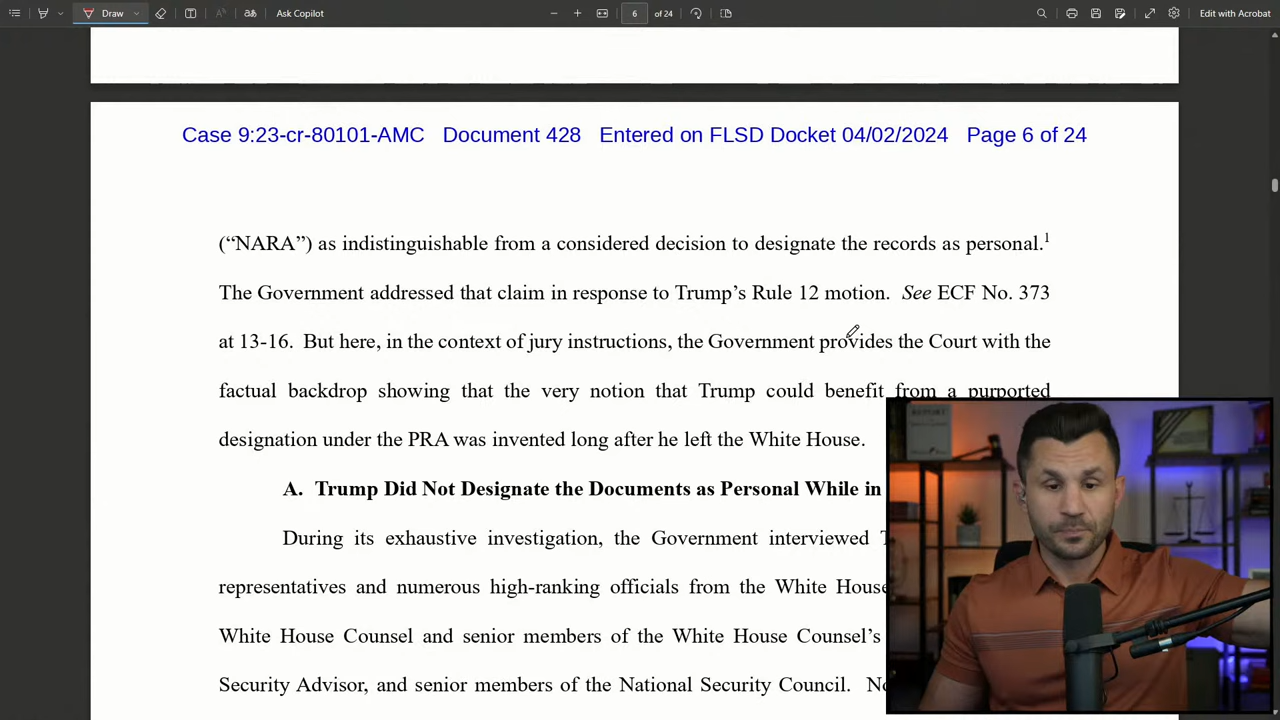 Draw
Ask Copilot
6
of 24
Edit with Acrobat
Case 9:23-cr-80101-AMC Document 428 Entered on FLSD Docket 04/02/2024 Page 6 of 24
(“NARA”) as indistinguishable from a considered decision to designate the records as personal.1
The Government addressed that claim in response to Trump’s Rule 12 motion. See ECF No. 373
at 13-16. But here, in the context of jury instructions, the Government provides the Court with the
factual backdrop showing that the very notion that Trump could benefit from a purported
designation under the PRA was invented long after he left the White House.
A. Trump Did Not Designate the Documents as Personal While in
During its exhaustive investigation, the Government interviewed
representatives and numerous high-ranking officials from the White House
White House Counsel and senior members of the White House Counsel’s
Security Advisor, and senior members of the National Security Council.
REPORT